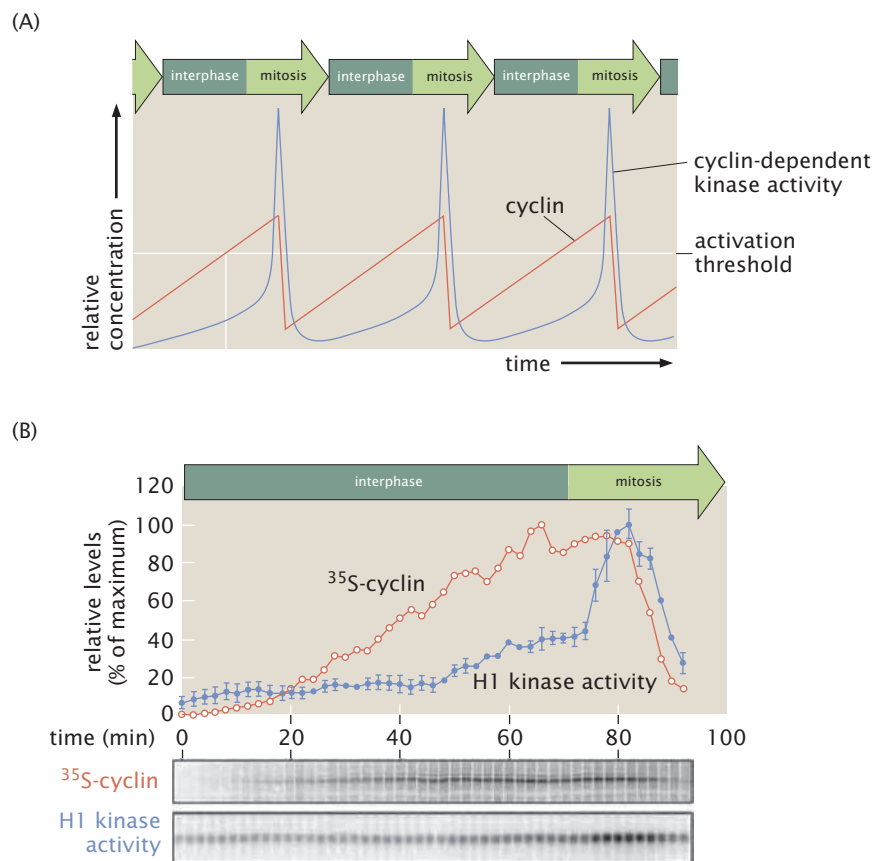 (A)
interphase mitosis interphase mitosis interphase mitosis
relative
concentration
cyclin-dependent
kinase activity
cyclin
activation
threshold
time
(B)
interphase mitosis
relative levels
(% of maximum)
120
100
80
60
40
20
0
35S-cyclin
H1 kinase activity
time (min) 0 20 40 60 80 100
35S-cyclin
H1 kinase
activity